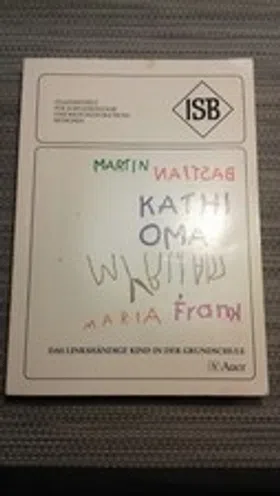 STAATSINSTITUT
FÜR SCHULPÄDAGOGIK
UND BILDUNGSFORSCHUNG
MÜNCHEN
ISB
MARTIN BASTIAN
KATHI
OMA
MARIA Frank
DAS LINKSHÄNDIGE KIND IN DER GRUNDSCHULE
Auer